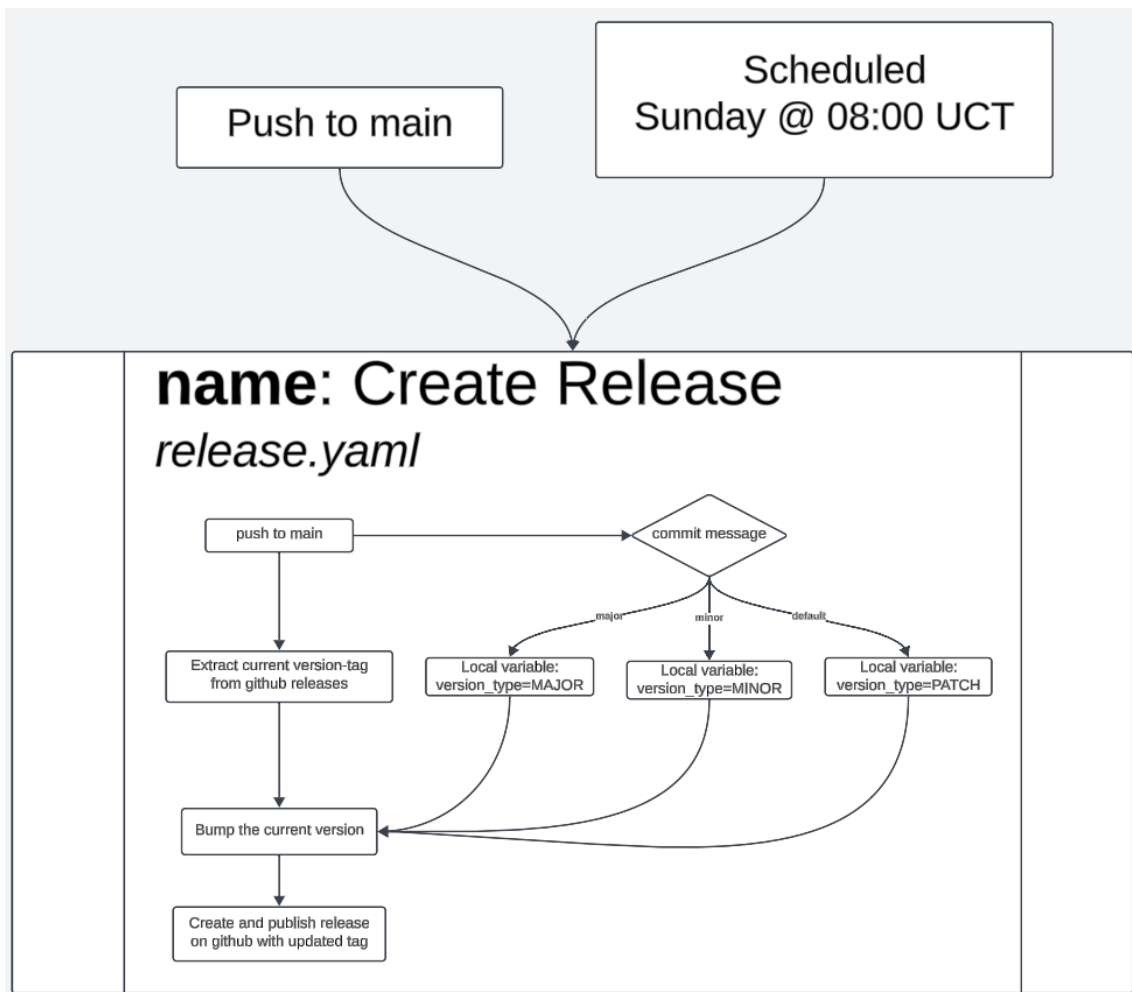 Push to main
Scheduled
Sunday @ 08:00 UCT
name: Create Release
release.yaml
push to main
commit message
major
minor
default
Extract current version-tag
from github releases
Local variable:
version_type=MAJOR
Local variable:
version_type=MINOR
Local variable:
version_type=PATCH
Bump the current version
Create and publish release
on github with updated tag